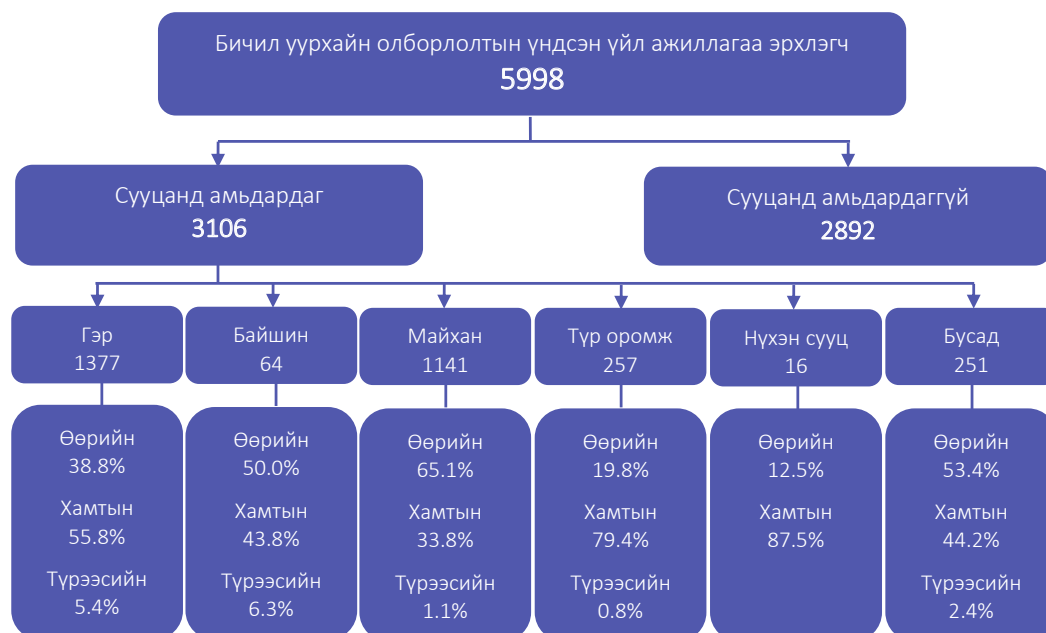 Бичил уурхайн олборлолтын үндсэн үйл ажиллагаа эрхлэгч
5998
Сууцанд амьдардаг
3106
Сууцанд амьдардаггүй
2892
Гэр
1377
Байшин
64
Майхан
1141
Түр оромж
257
Нүхэн сууц
16
Бусад
251
Өөрийн
38.8%
Хамтын
55.8%
Түрээсийн
5.4%
Өөрийн
50.0%
Хамтын
43.8%
Түрээсийн
6.3%
Өөрийн
65.1%
Хамтын
33.8%
Түрээсийн
1.1%
Өөрийн
19.8%
Хамтын
79.4%
Түрээсийн
0.8%
Өөрийн
12.5%
Хамтын
87.5%
Өөрийн
53.4%
Хамтын
44.2%
Түрээсийн
2.4%